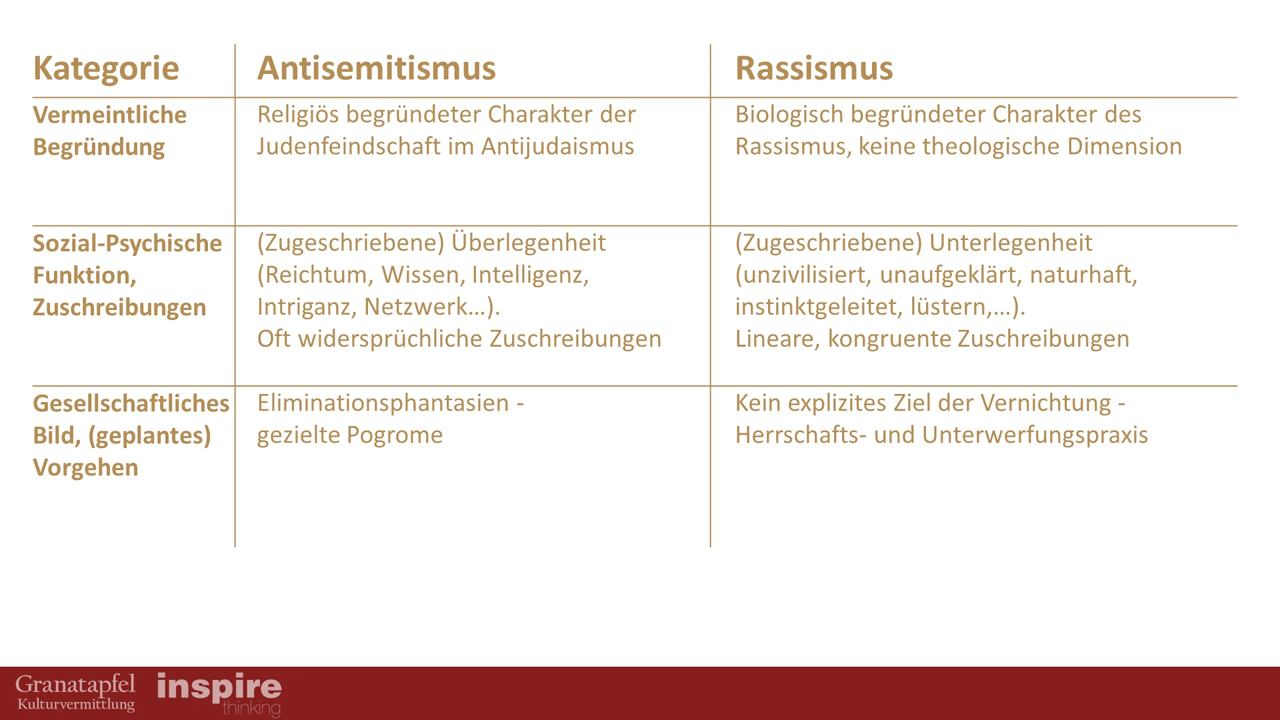 Kategorie
Antisemitismus
Rassismus
Vermeintliche
Begründung
Religiös begründeter Charakter der
Judenfeindschaft im Antijudaismus
Biologisch begründeter Charakter des
Rassismus, keine theologische Dimension
Sozial-Psychische
Funktion,
Zuschreibungen
(Zugeschriebene) Überlegenheit
(Reichtum, Wissen, Intelligenz,
Intriganz, Netzwerk…).
Oft widersprüchliche Zuschreibungen
(Zugeschriebene) Unterlegenheit
(unzivilisiert, unaufgeklärt, naturhaft,
instinktgeleitet, lüstern,…).
Lineare, kongruente Zuschreibungen
Gesellschaftliches
Bild, (geplantes)
Vorgehen
Eliminationsphantasien -
gezielte Pogrome
Kein explizites Ziel der Vernichtung -
Herrschafts- und Unterwerfungspraxis
Granatapfel
Kulturvermittlung
inspire
thinking